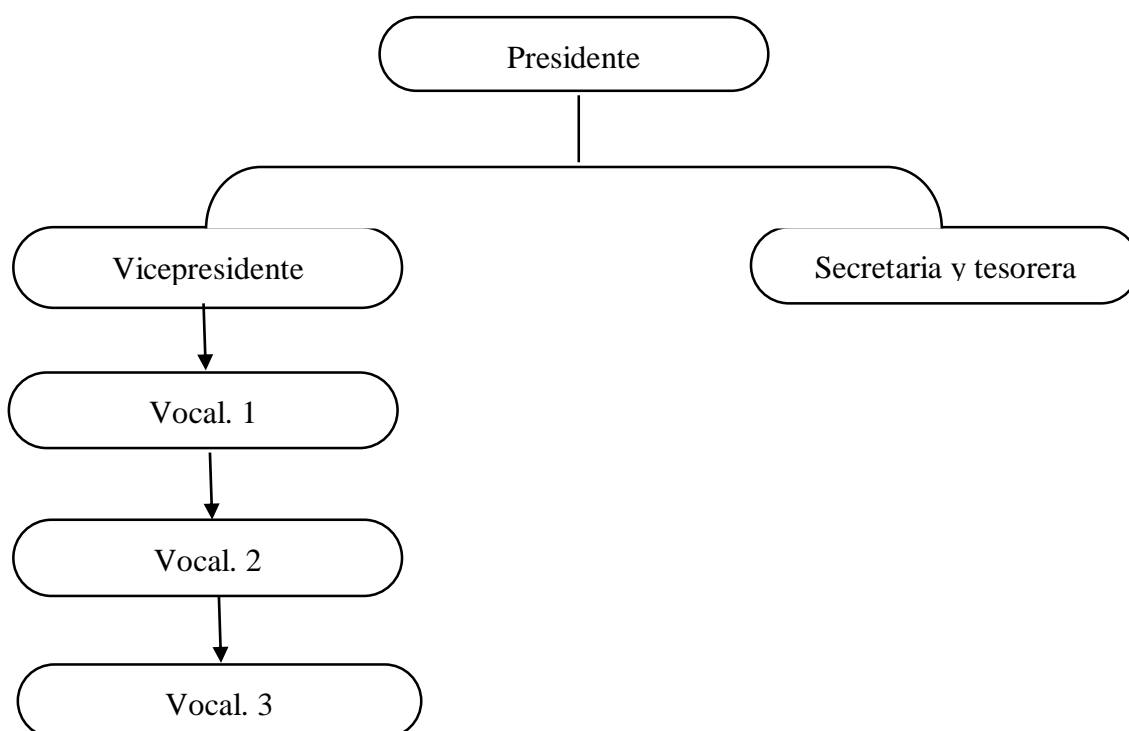 Presidente
Vicepresidente
Secretaria y tesorera
Vocal. 1
Vocal. 2
Vocal. 3